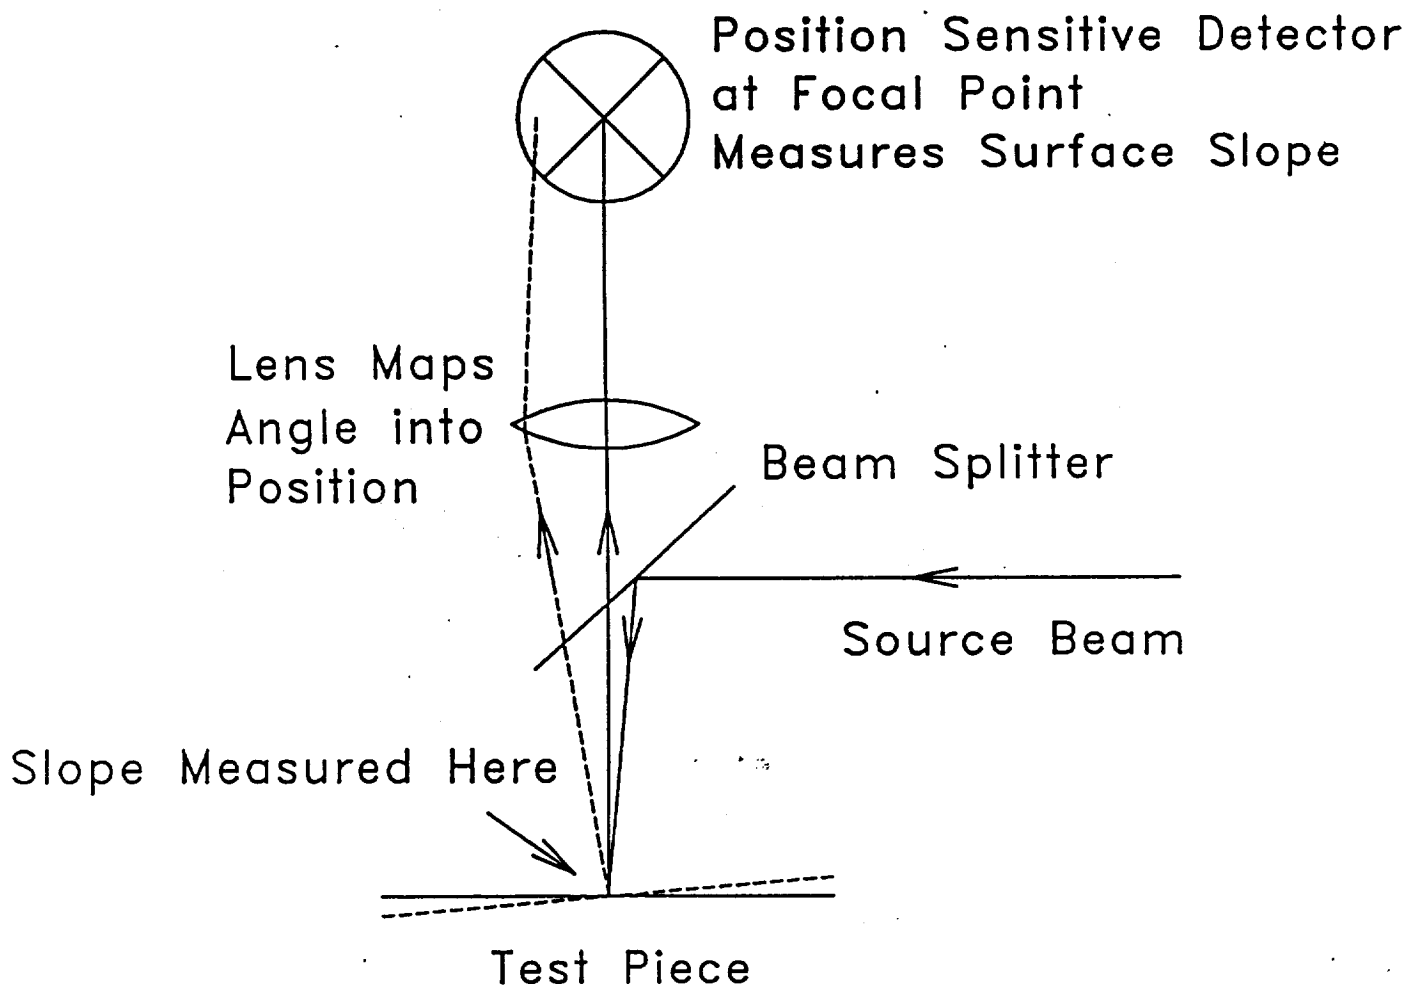 Position Sensitive Detector
at Focal Point
Measures Surface Slope
Lens Maps
Angle into
Position
Beam Splitter
Source Beam
Slope Measured Here
Test Piece